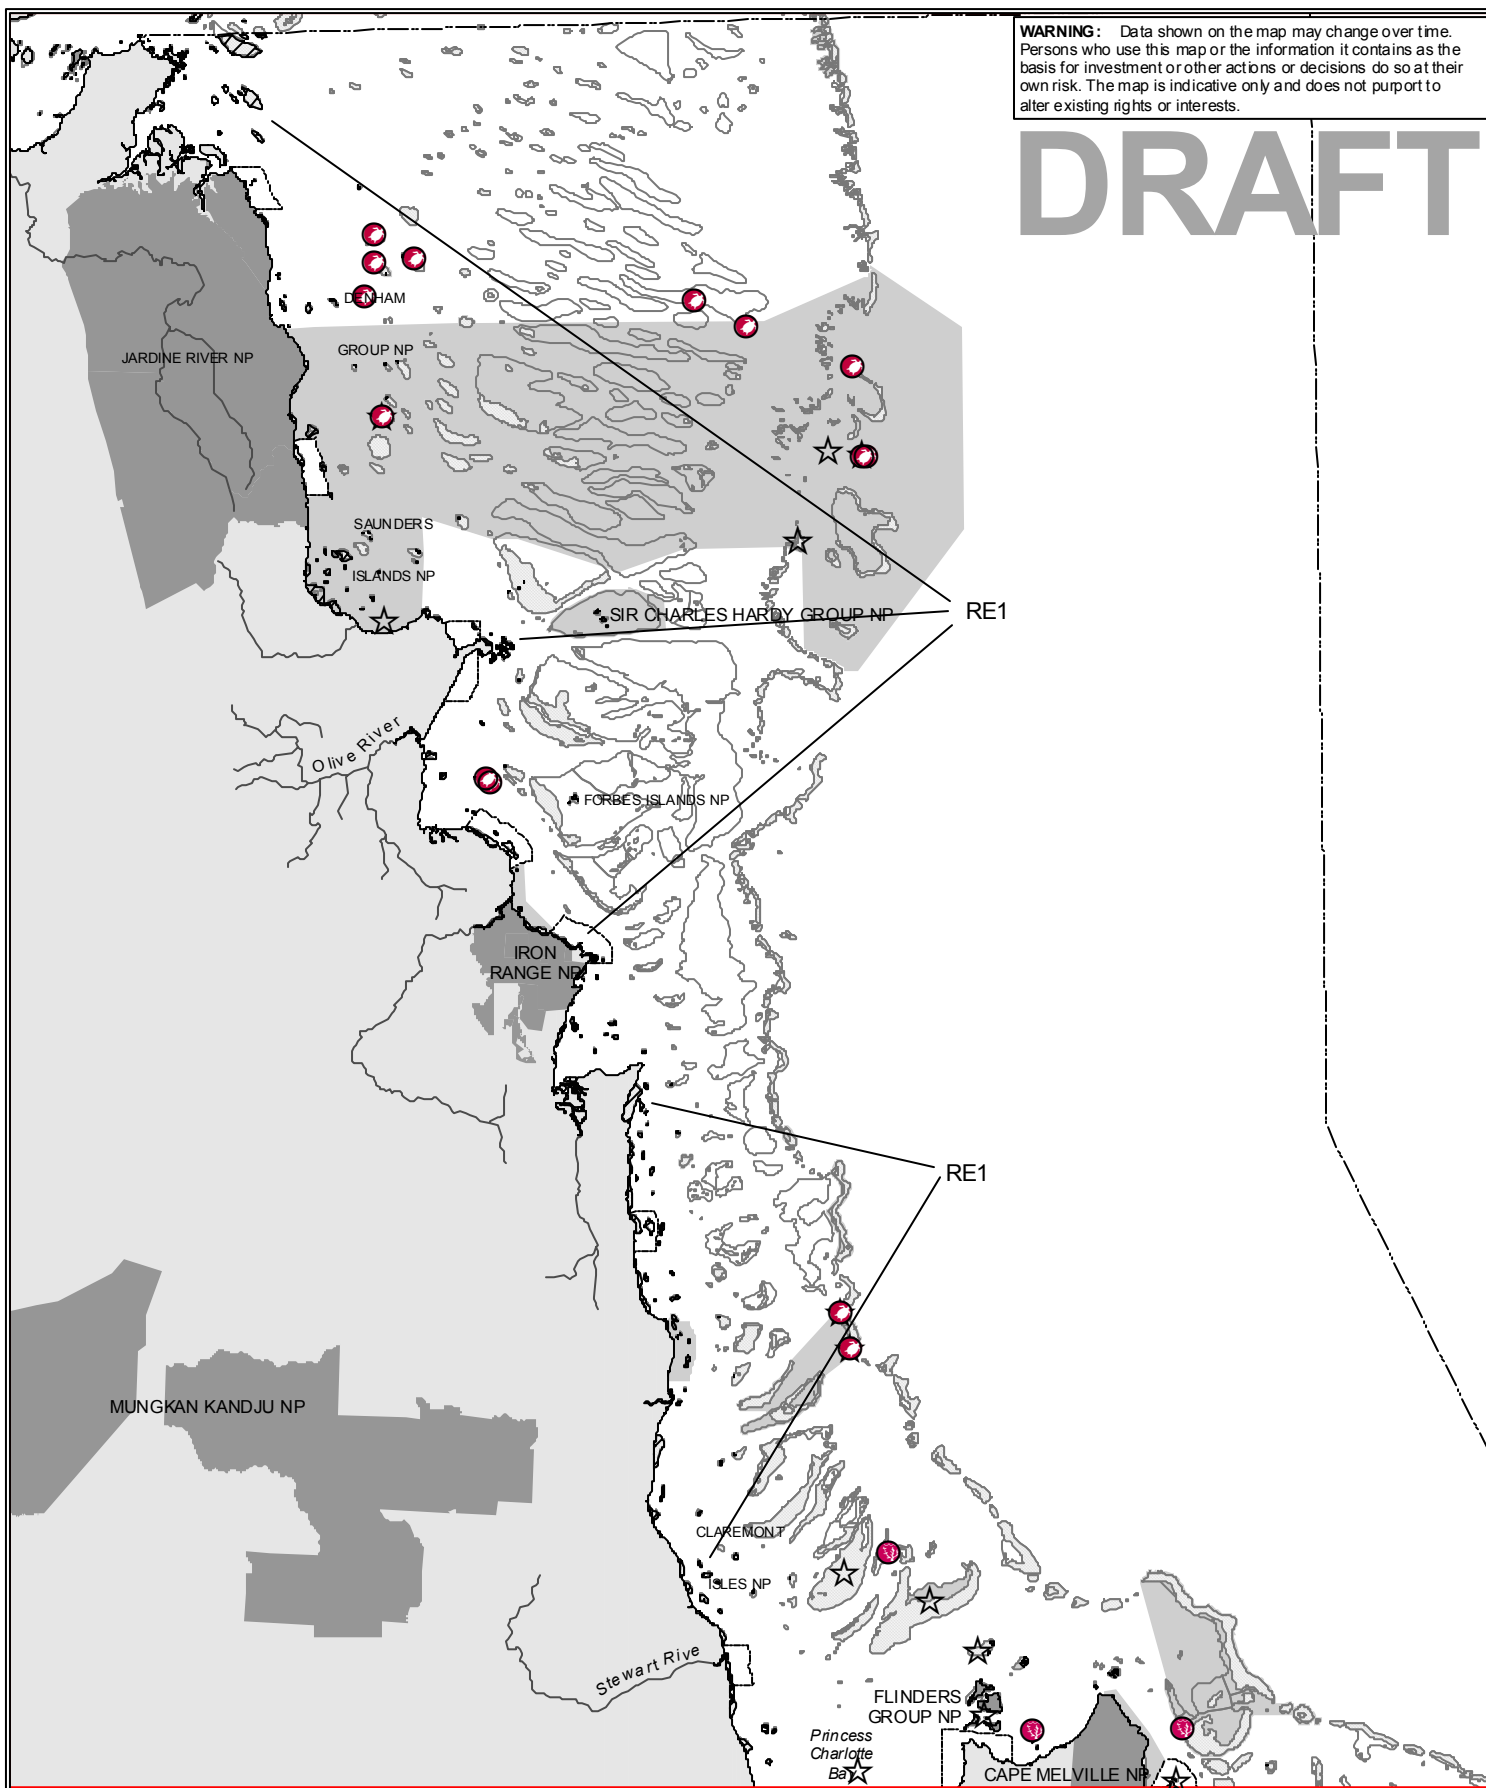 WARNING: Data shown on the map may change over time.
Persons who use this map or the information it contains as the
basis for investment or other actions or decisions do so at their
own risk. The map is indicative only and does not purport to
alter existing rights or interests.
DRAFT
DENHAM
GROUP NP
JARDINE RIVER NP
SAUNDERS
ISLANDS NP
SIR CHARLES HARDY GROUP NP
RE1
Olive River
FORBES ISLANDS NP
IRON
RANGE NP
RE1
MUNGKAN KANDJU NP
CLAREMONT
ISLES NP
Stewart Rive
FLINDERS
GROUP NP
Princess
Charlotte
Bay
CAPE MELVILLE NP